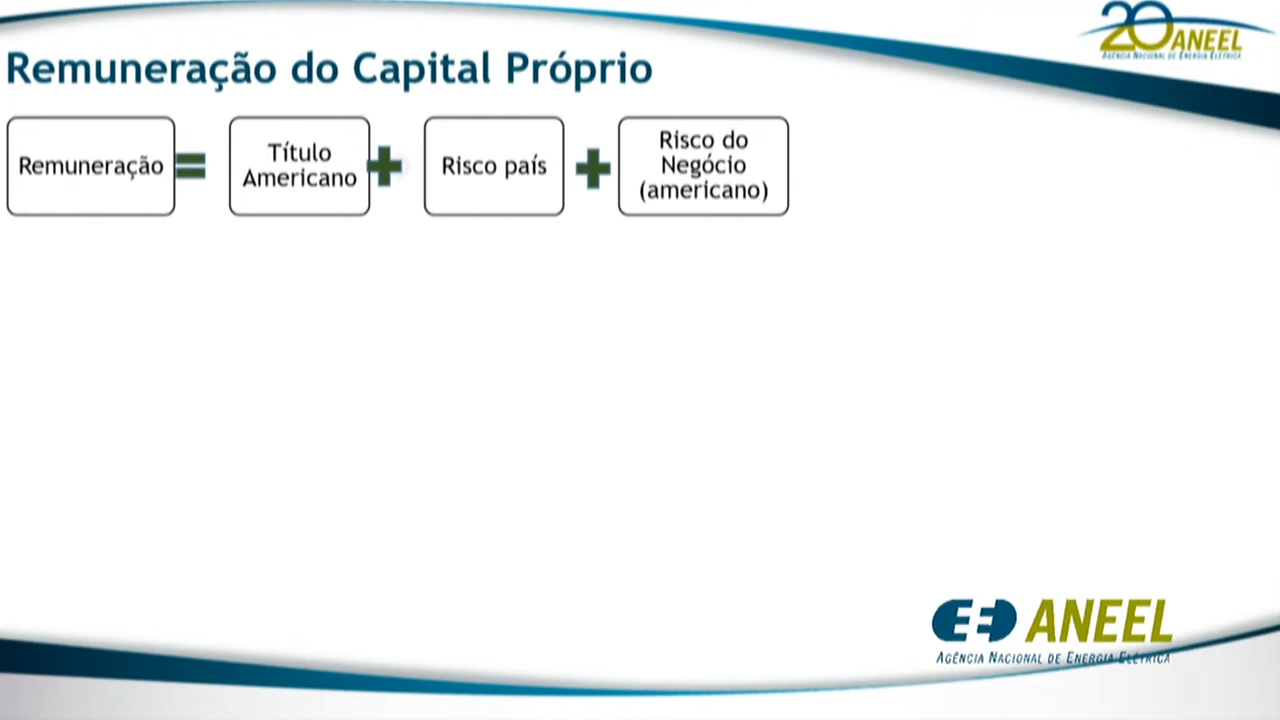 20 ANEEL
AGÊNCIA NACIONAL DE ENERGIA ELÉTRICA
Remuneração do Capital Próprio
Remuneração
=
Título
Americano
+
Risco país
+
Risco do
Negócio
(americano)
ANEEL
AGÊNCIA NACIONAL DE ENERGIA ELÉTRICA